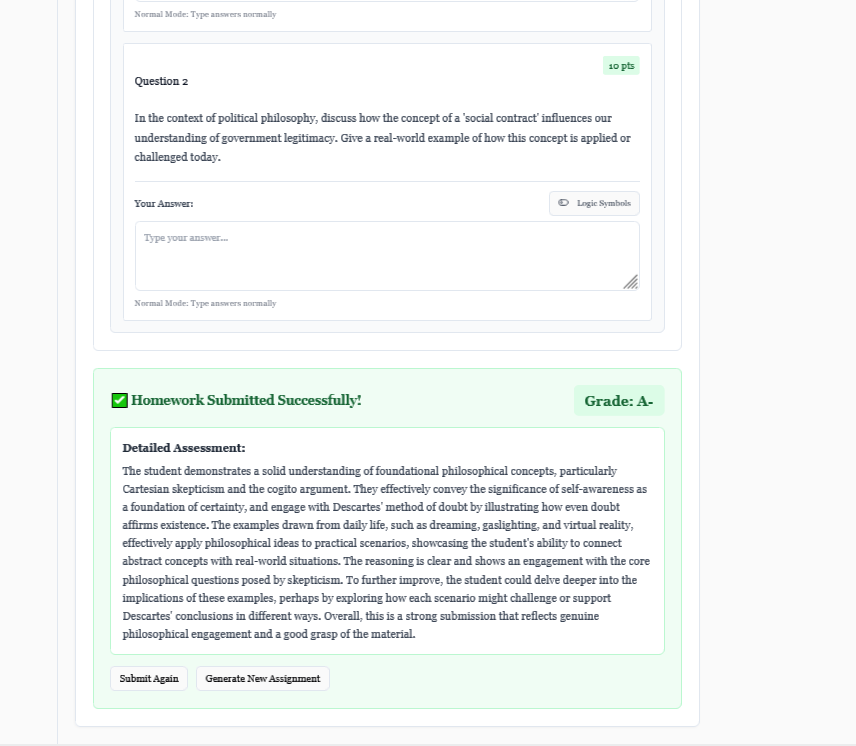 Normal Mode: Type answers normally
10 pts
Question 2
In the context of political philosophy, discuss how the concept of a 'social contract' influences our
understanding of government legitimacy. Give a real-world example of how this concept is applied or
challenged today.
Your Answer:
Logic Symbols
Type your answer...
Normal Mode: Type answers normally
Homework Submitted Successfully!
Grade: A-
Detailed Assessment:
The student demonstrates a solid understanding of foundational philosophical concepts, particularly
Cartesian skepticism and the cogito argument. They effectively convey the significance of self-awareness as
a foundation of certainty, and engage with Descartes' method of doubt by illustrating how even doubt
affirms existence. The examples drawn from daily life, such as dreaming, gaslighting, and virtual reality,
effectively apply philosophical ideas to practical scenarios, showcasing the student's ability to connect
abstract concepts with real-world situations. The reasoning is clear and shows an engagement with the core
philosophical questions posed by skepticism. To further improve, the student could delve deeper into the
implications of these examples, perhaps by exploring how each scenario might challenge or support
Descartes' conclusions in different ways. Overall, this is a strong submission that reflects genuine
philosophical engagement and a good grasp of the material.
Submit Again
Generate New Assignment